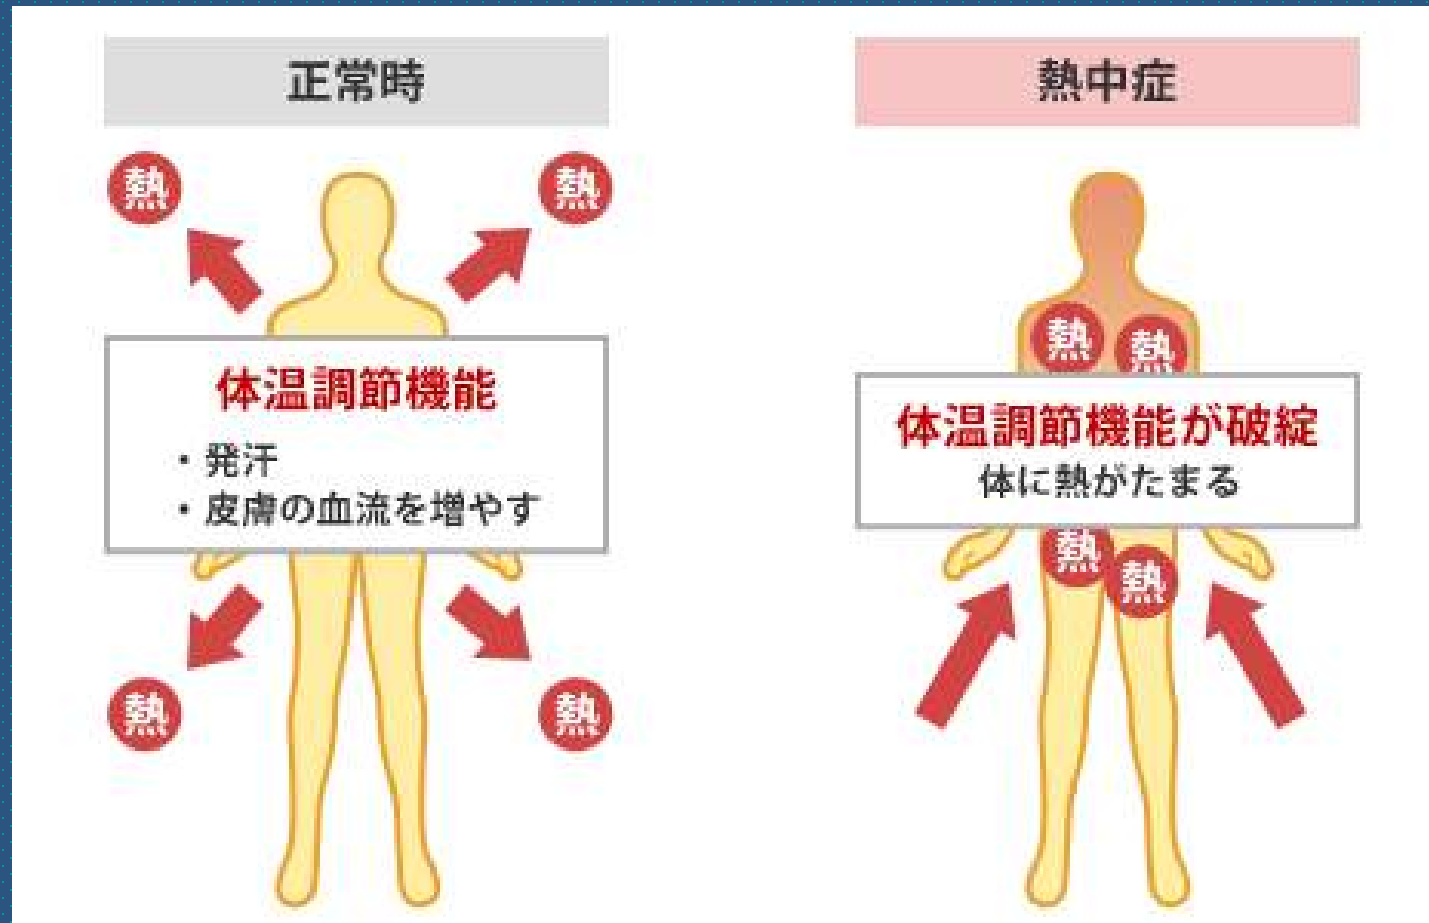 正常時
熱中症
熱
熱
体温調節機能
・発汗
・皮膚の血流を増やす
熱
熱
熱
熱
体温調節機能が破綻
体に熱がたまる
熱
熱